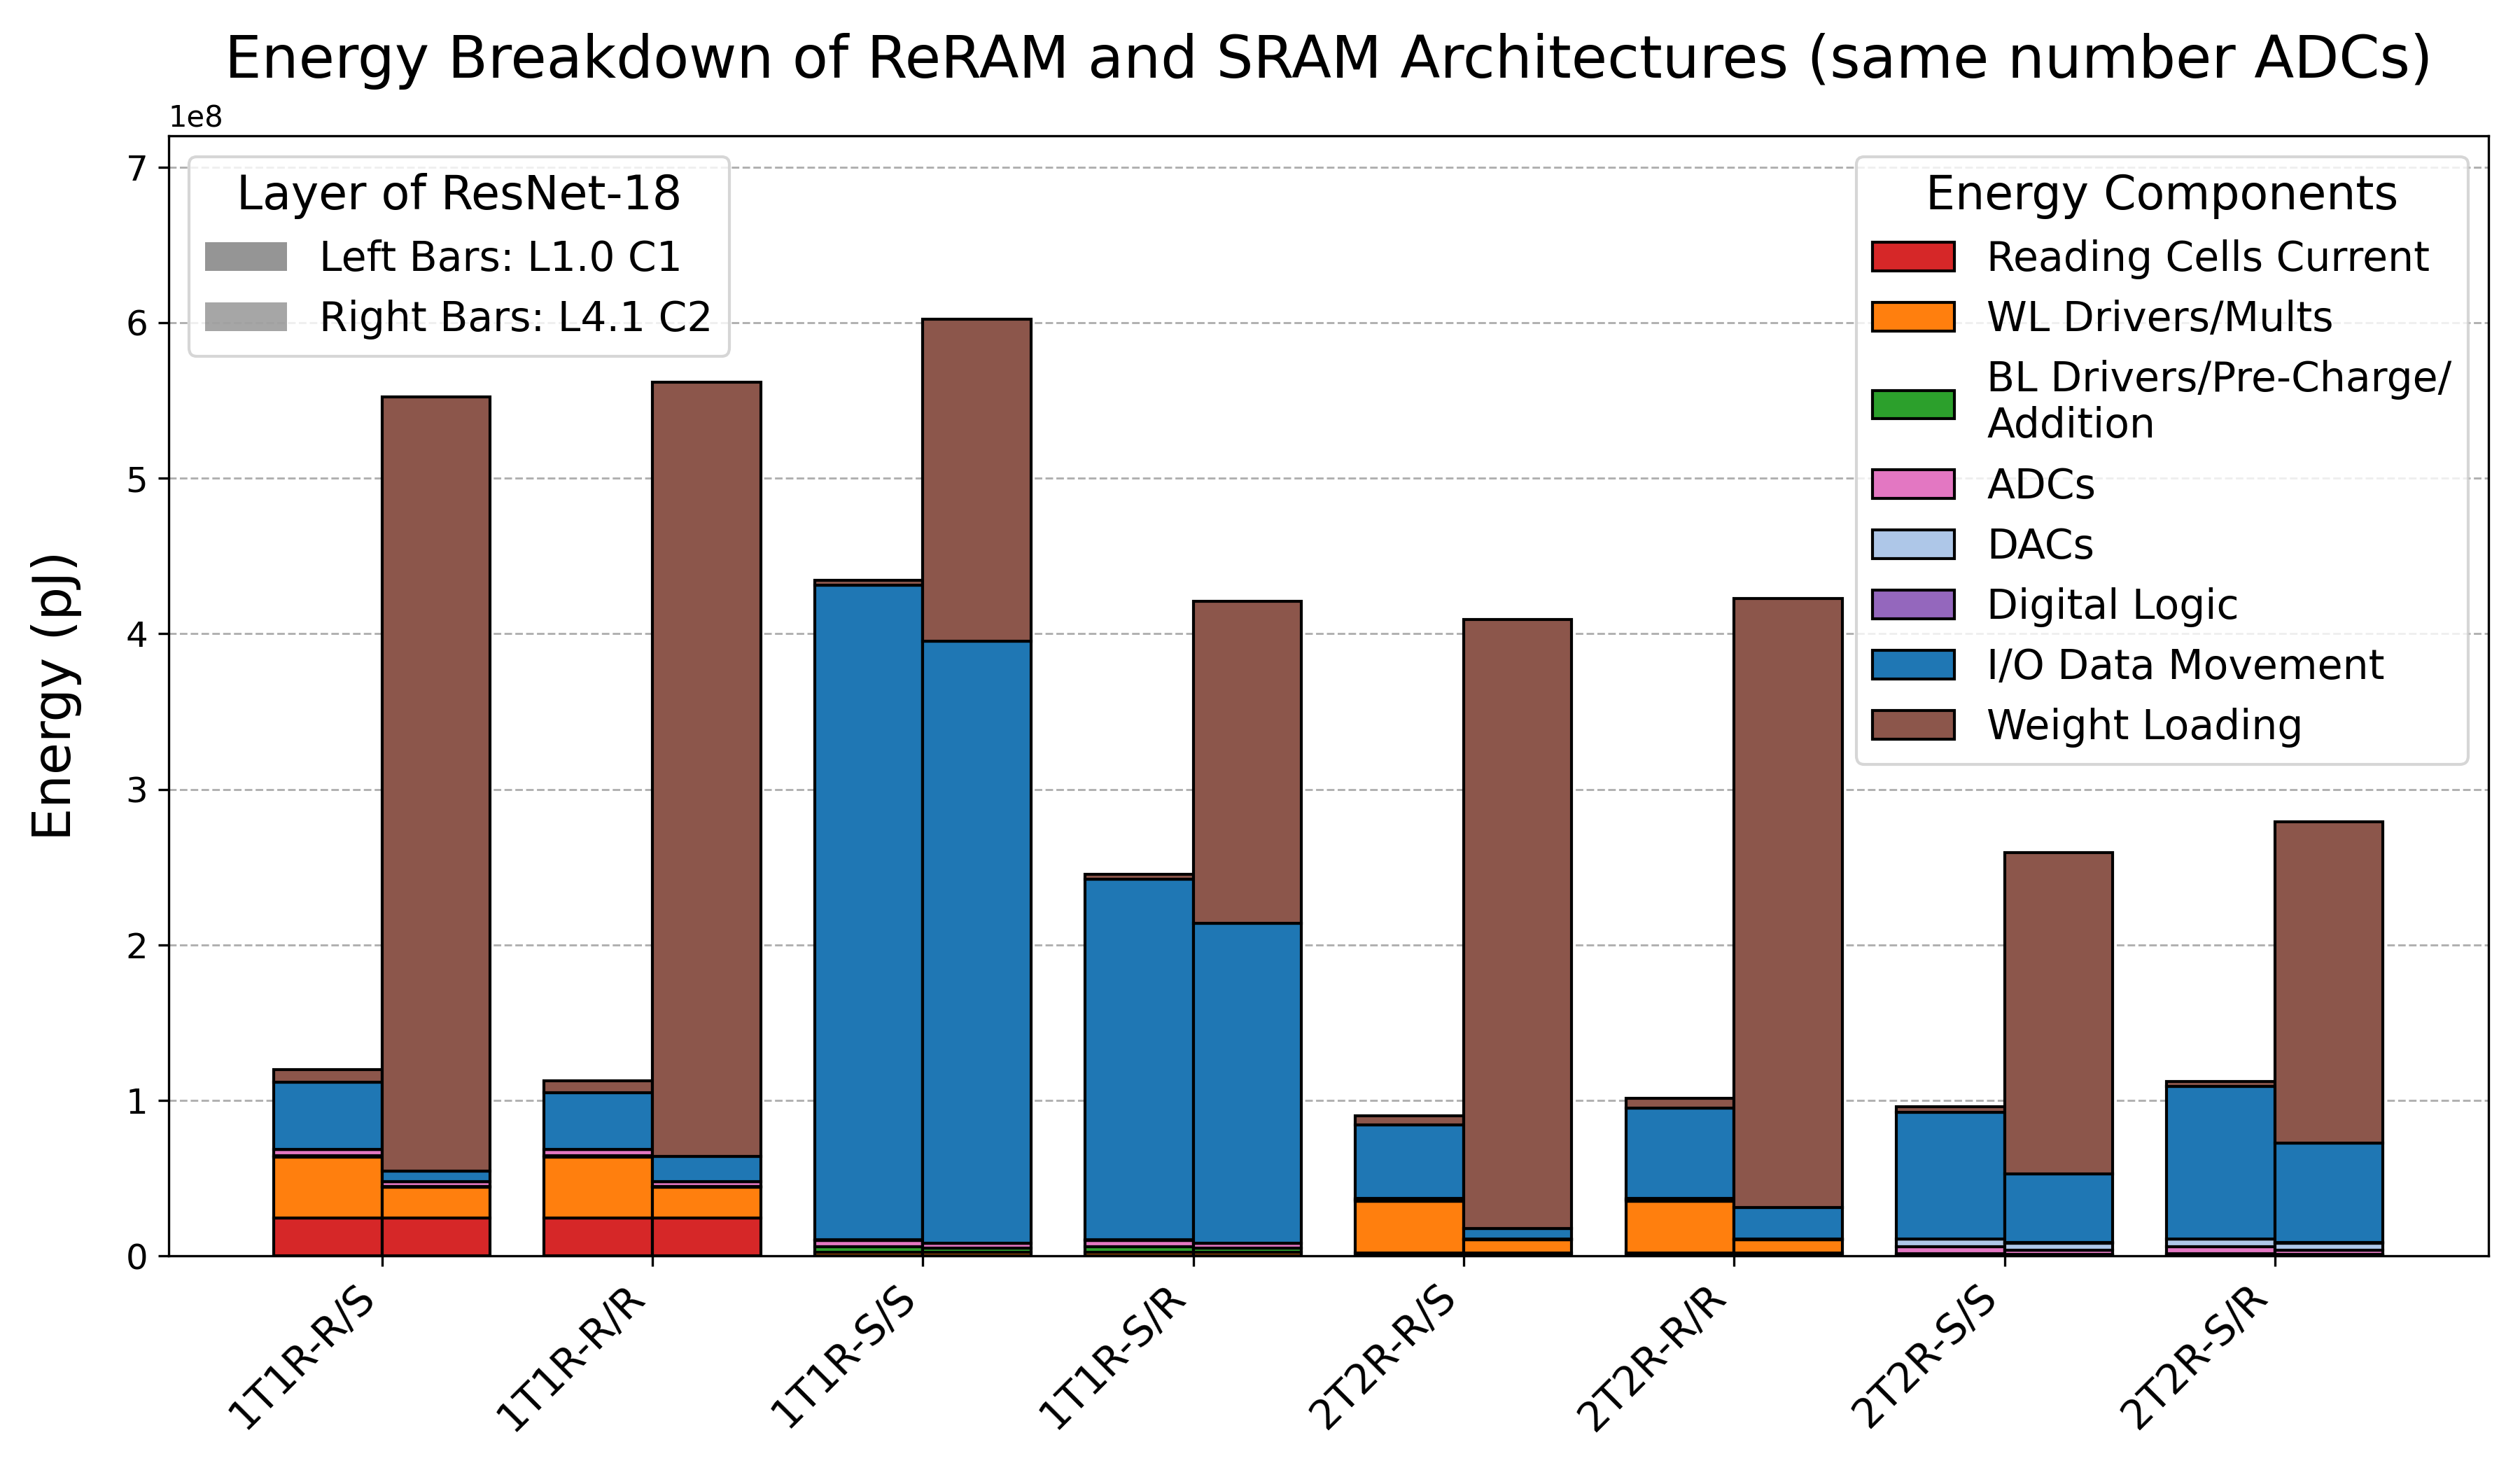 Energy Breakdown of ReRAM and SRAM Architectures (same number ADCs)
1e8
7
6
5
4
3
2
1
0
Energy (pJ)
Layer of ResNet-18
Left Bars: L1.0 C1
Right Bars: L4.1 C2
Energy Components
Reading Cells Current
WL Drivers/Mults
BL Drivers/Pre-Charge/
Addition
ADCs
DACs
Digital Logic
I/O Data Movement
Weight Loading
1T1R-R/S
1T1R-R/R
1T1R-S/S
1T1R-S/R
2T2R-R/S
2T2R-R/R
2T2R-S/S
2T2R-S/R